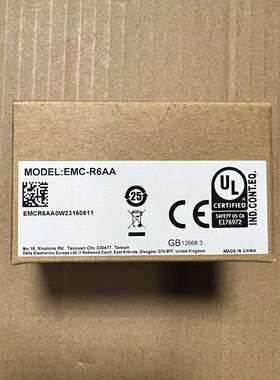 MODEL:EMC-R6AA
25
EMCR6AA0W23160511
UL
CERTIFIED
SAFETY US CA
E176972
IND.CONT.EQ.
GB12668.3
No.18, Xinglong Rd., Taoyuan City 330477, Taiwan
Delta Electronics Europe Ltd. 1 Redwood Court, East Kilbride, Glasgow, G74 5PF, United Kingdom
MADE IN CHINA